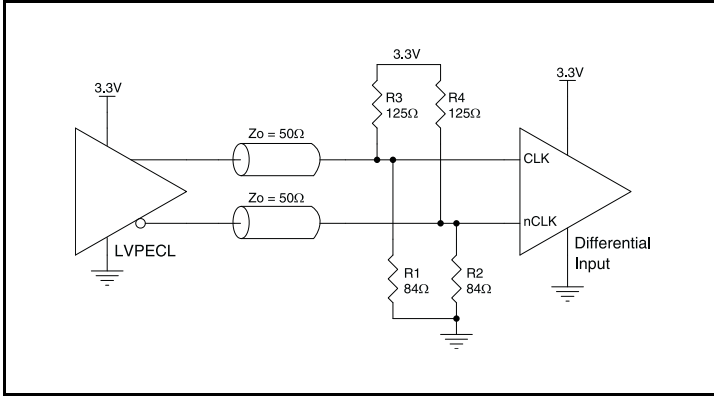 3.3V
3.3V
3.3V
R3
125Ω
R4
125Ω
Zo = 50Ω
CLK
Zo = 50Ω
nCLK
LVPECL
Differential
Input
R1
84Ω
R2
84Ω